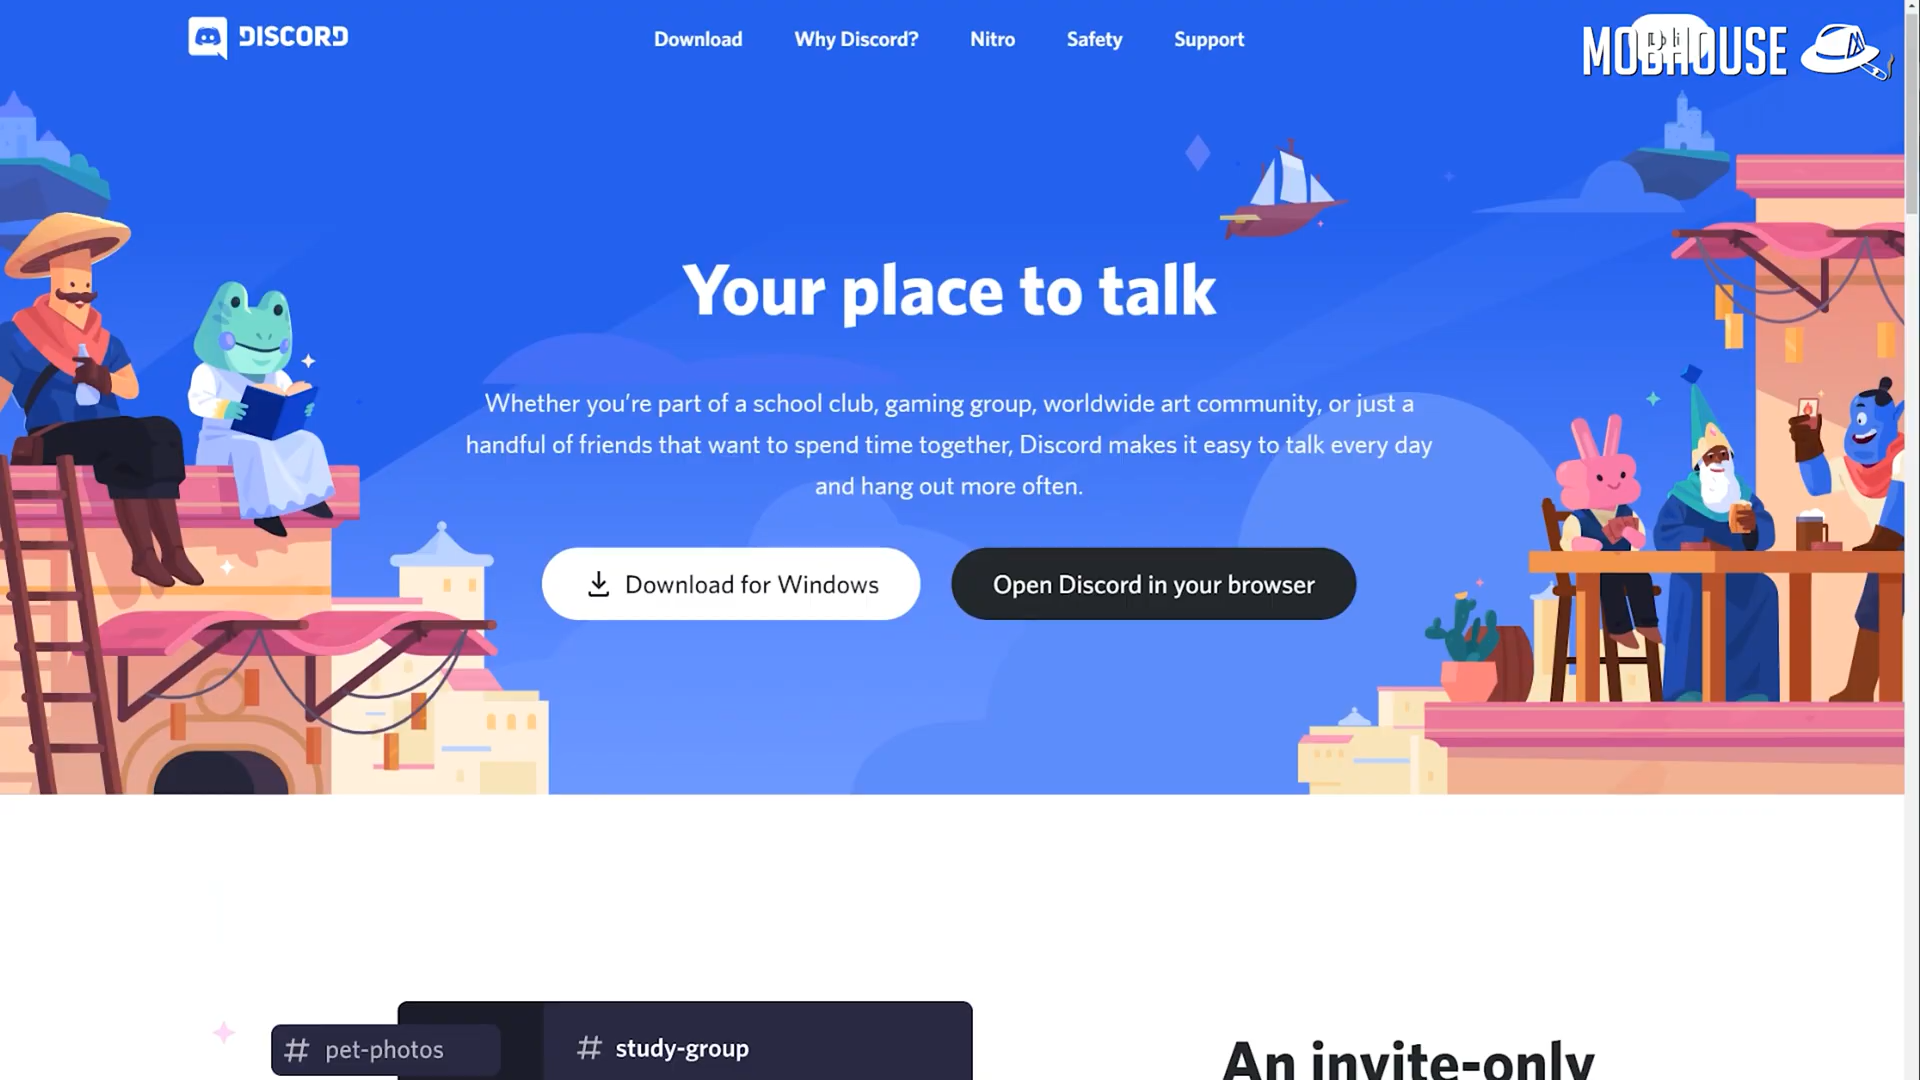 DISCORD
Download Why Discord? Nitro Safety Support
MOBHOUSE
Your place to talk
Whether you’re part of a school club, gaming group, worldwide art community, or just a
handful of friends that want to spend time together, Discord makes it easy to talk every day
and hang out more often.
Download for Windows
Open Discord in your browser
# pet-photos
# study-group
An invite-only